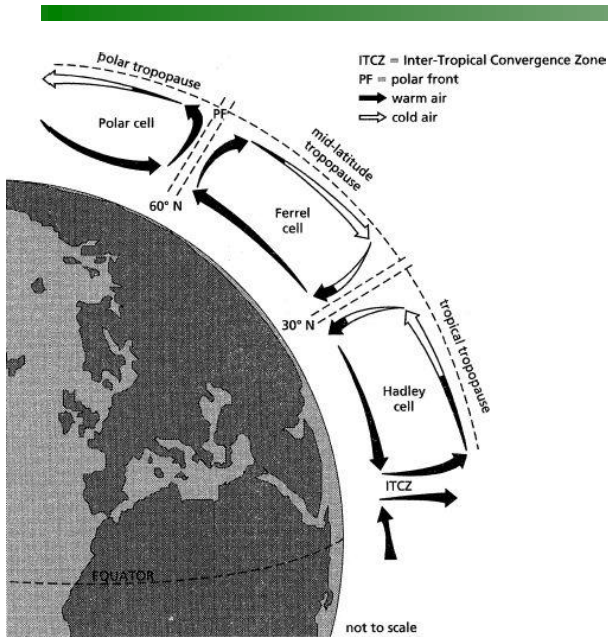 ITCZ = Inter-Tropical Convergence Zone
PF = polar front
warm air
cold air
polar tropopause
Polar cell
PF
mid-latitude
tropopause
60° N
Ferrel
cell
30° N
tropical tropopause
Hadley
cell
ITCZ
EQUATOR
not to scale